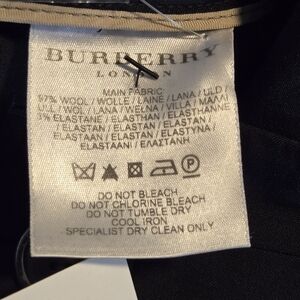 BURBERRY
LONDON
MAIN FABRIC
97% WOOL / WOLLE / LAINE / LANA / ULD /
ULL / WOL / LANA / WEŁNA / VILLA /
3% ELASTANE / ELASTHAN / ELASTHANNE
/ ELASTAN / ELASTANO / ELASTAN /
ELASTAN / ELASTAN / ELASTYNA /
ELASTAANI / ΕΛΑΣΤΑΝΗ
P
DO NOT BLEACH
DO NOT CHLORINE BLEACH
DO NOT TUMBLE DRY
COOL IRON
SPECIALIST DRY CLEAN ONLY